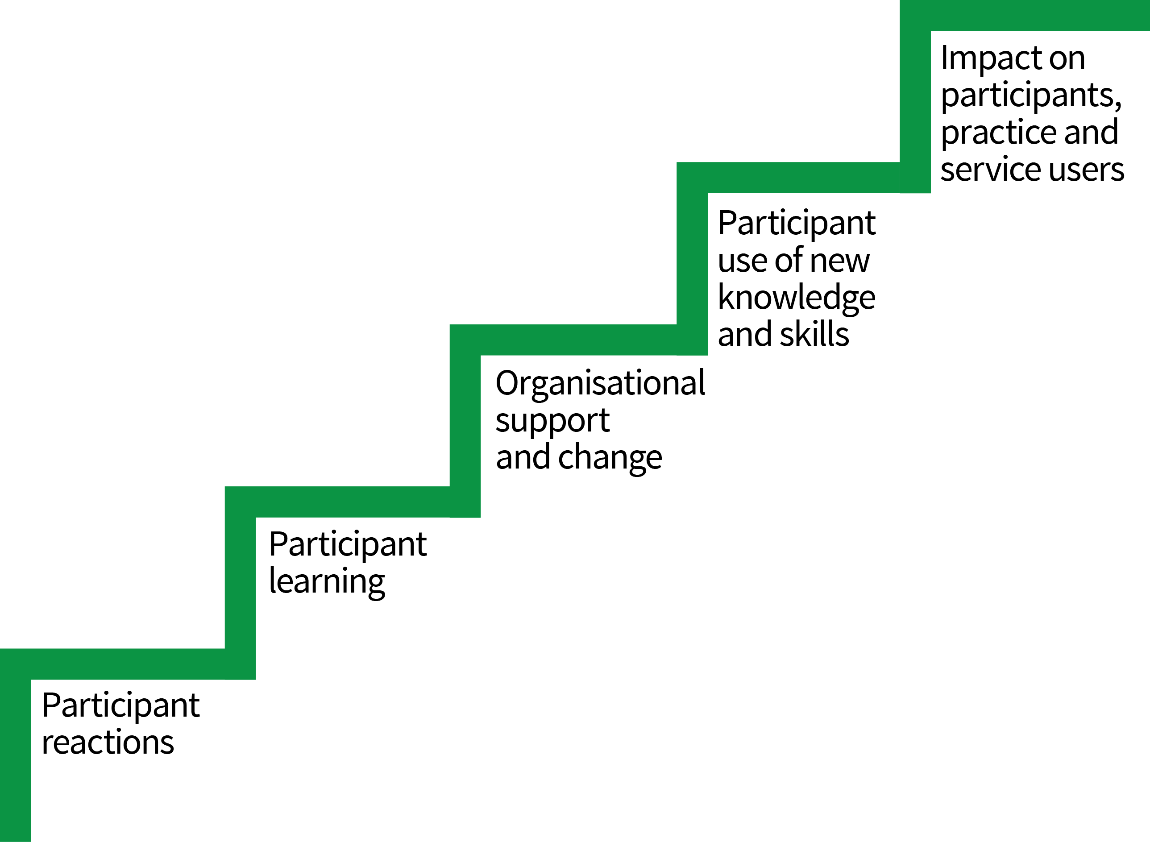 Impact on
participants,
practice and
service users
Participant
use of new
knowledge
and skills
Organisational
support
and change
Participant
learning
Participant
reactions